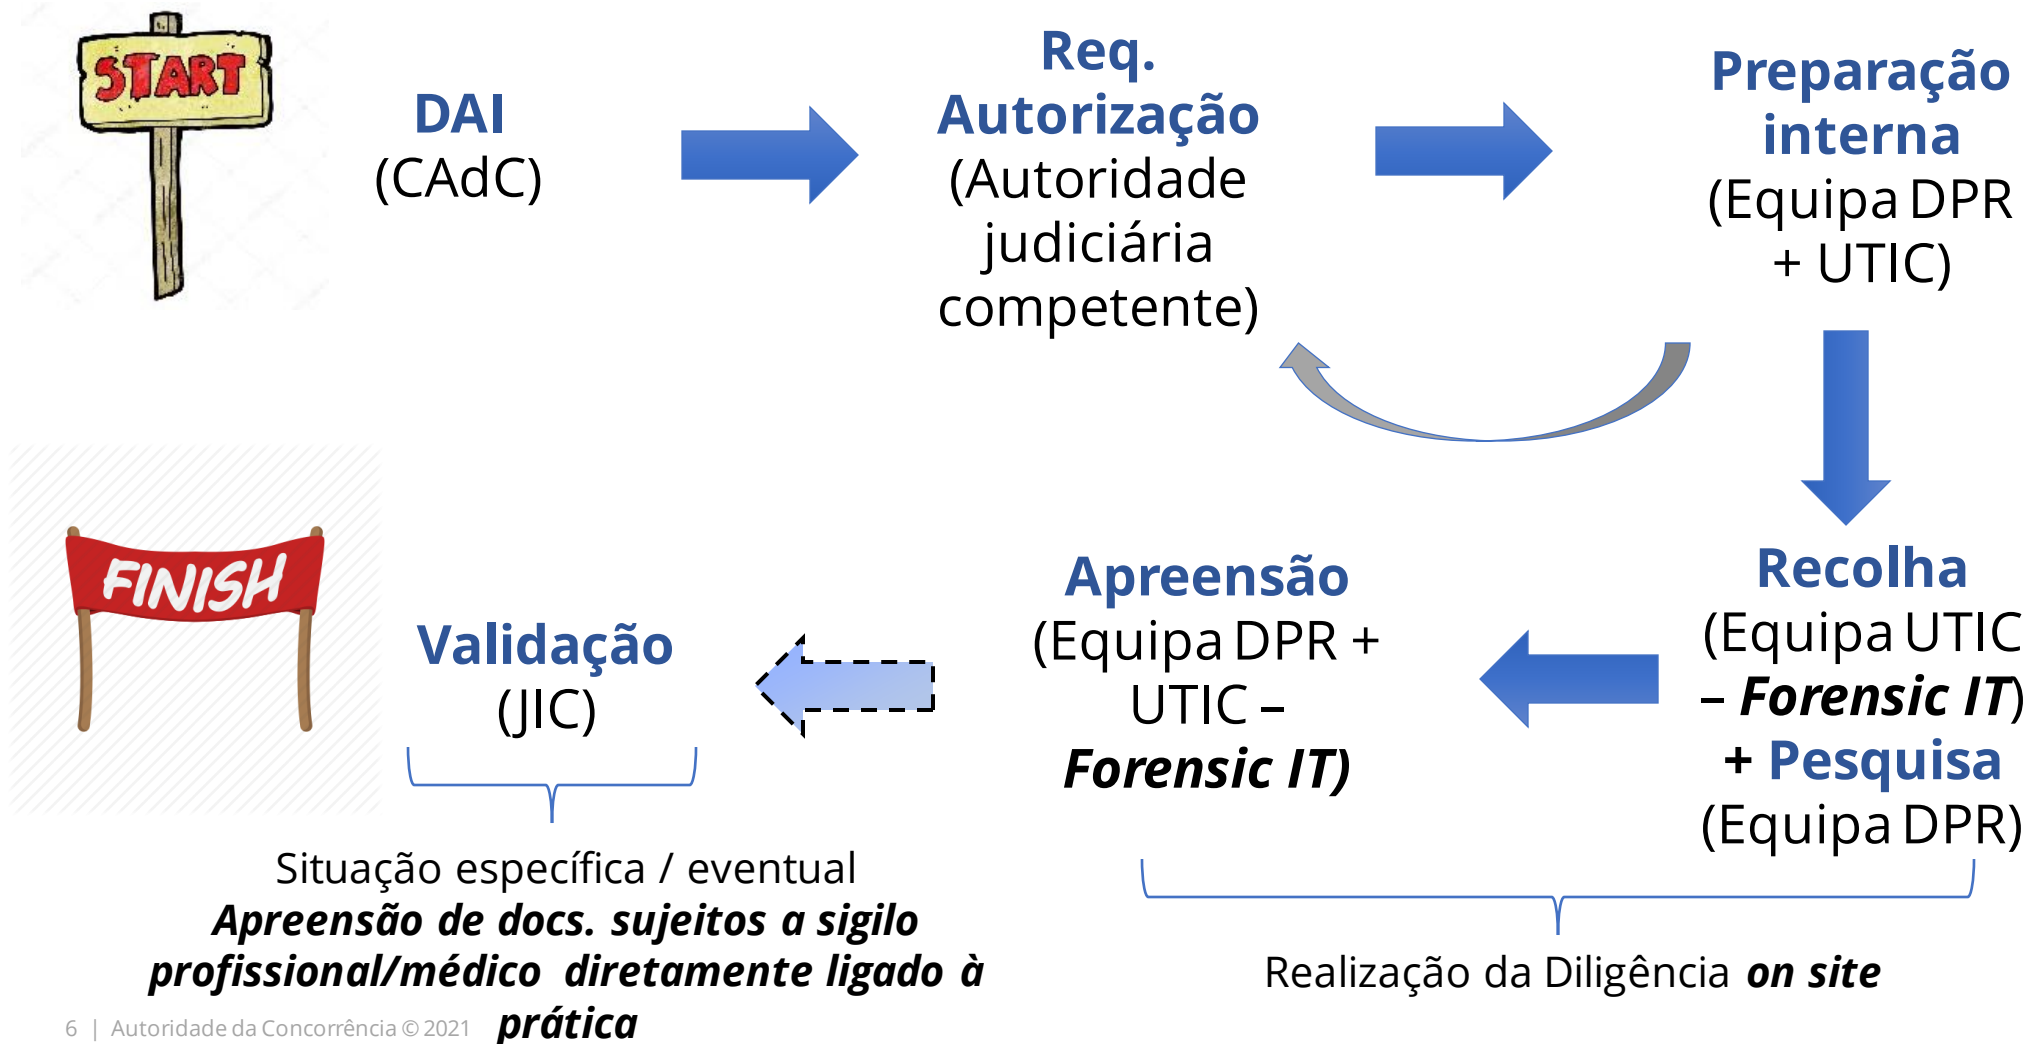 START
DAI
(CAdC)
Req.
Autorização
(Autoridade
judiciária
competente)
Preparação
interna
(Equipa DPR
+ UTIC)
Recolha
(Equipa UTIC
– Forensic IT)
+ Pesquisa
(Equipa DPR)
Apreensão
(Equipa DPR +
UTIC –
Forensic IT)
Realização da Diligência on site
Validação
(JIC)
FINISH
Situação específica / eventual
Apreensão de docs. sujeitos a sigilo
profissional/médico diretamente ligado à
prática
6 | Autoridade da Concorrência © 2021